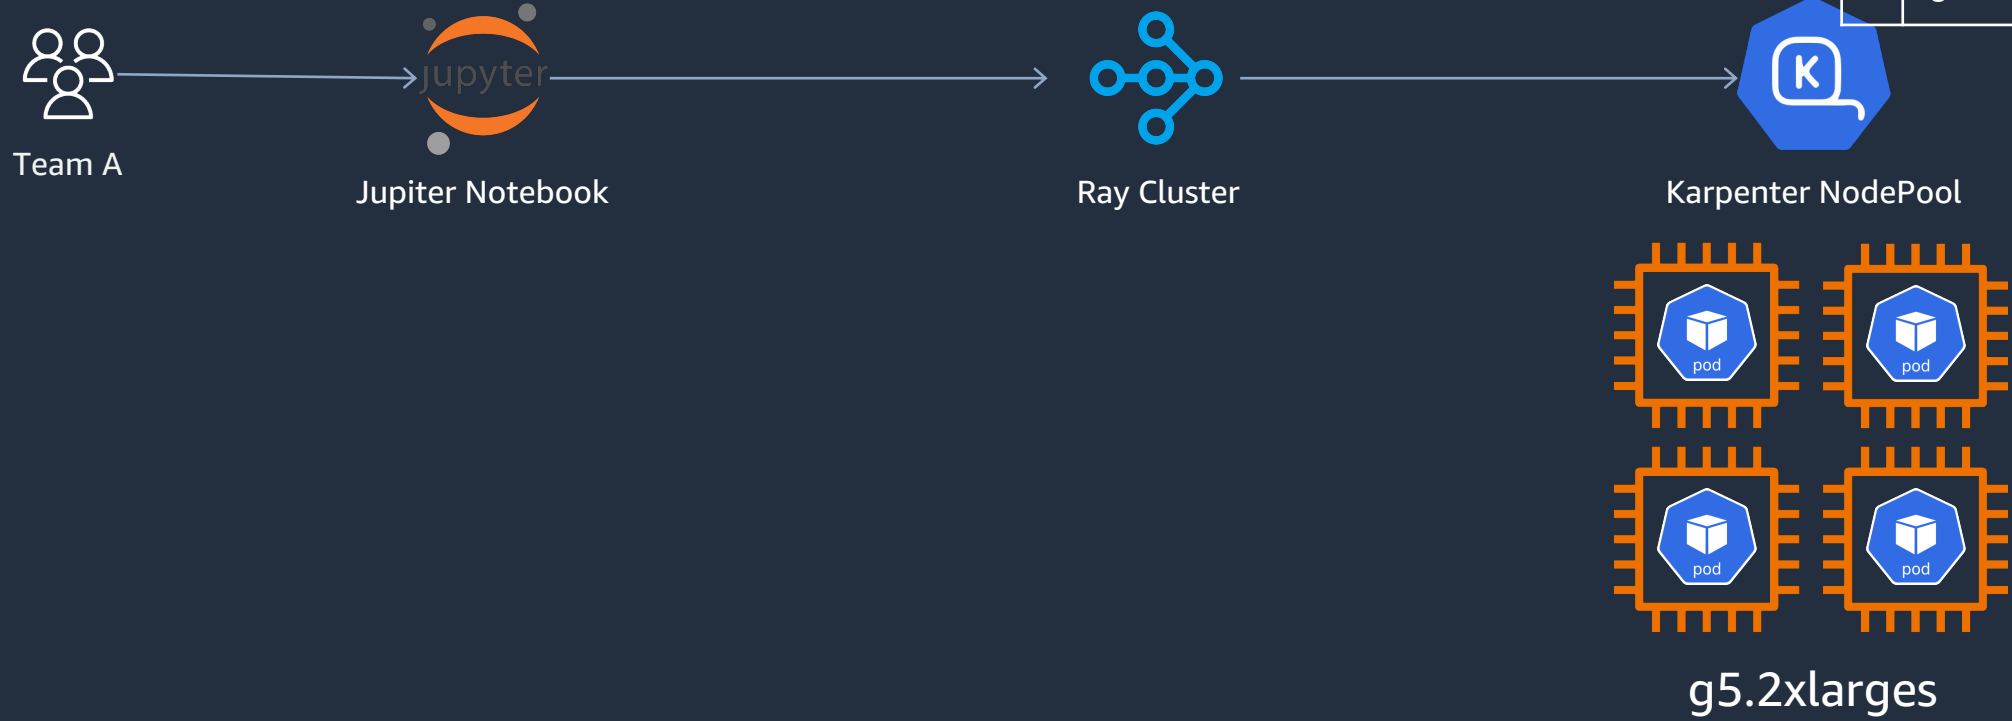 jupyter
K
Team A
Jupiter Notebook
Ray Cluster
Karpenter NodePool
pod
pod
pod
pod
g5.2xlarges